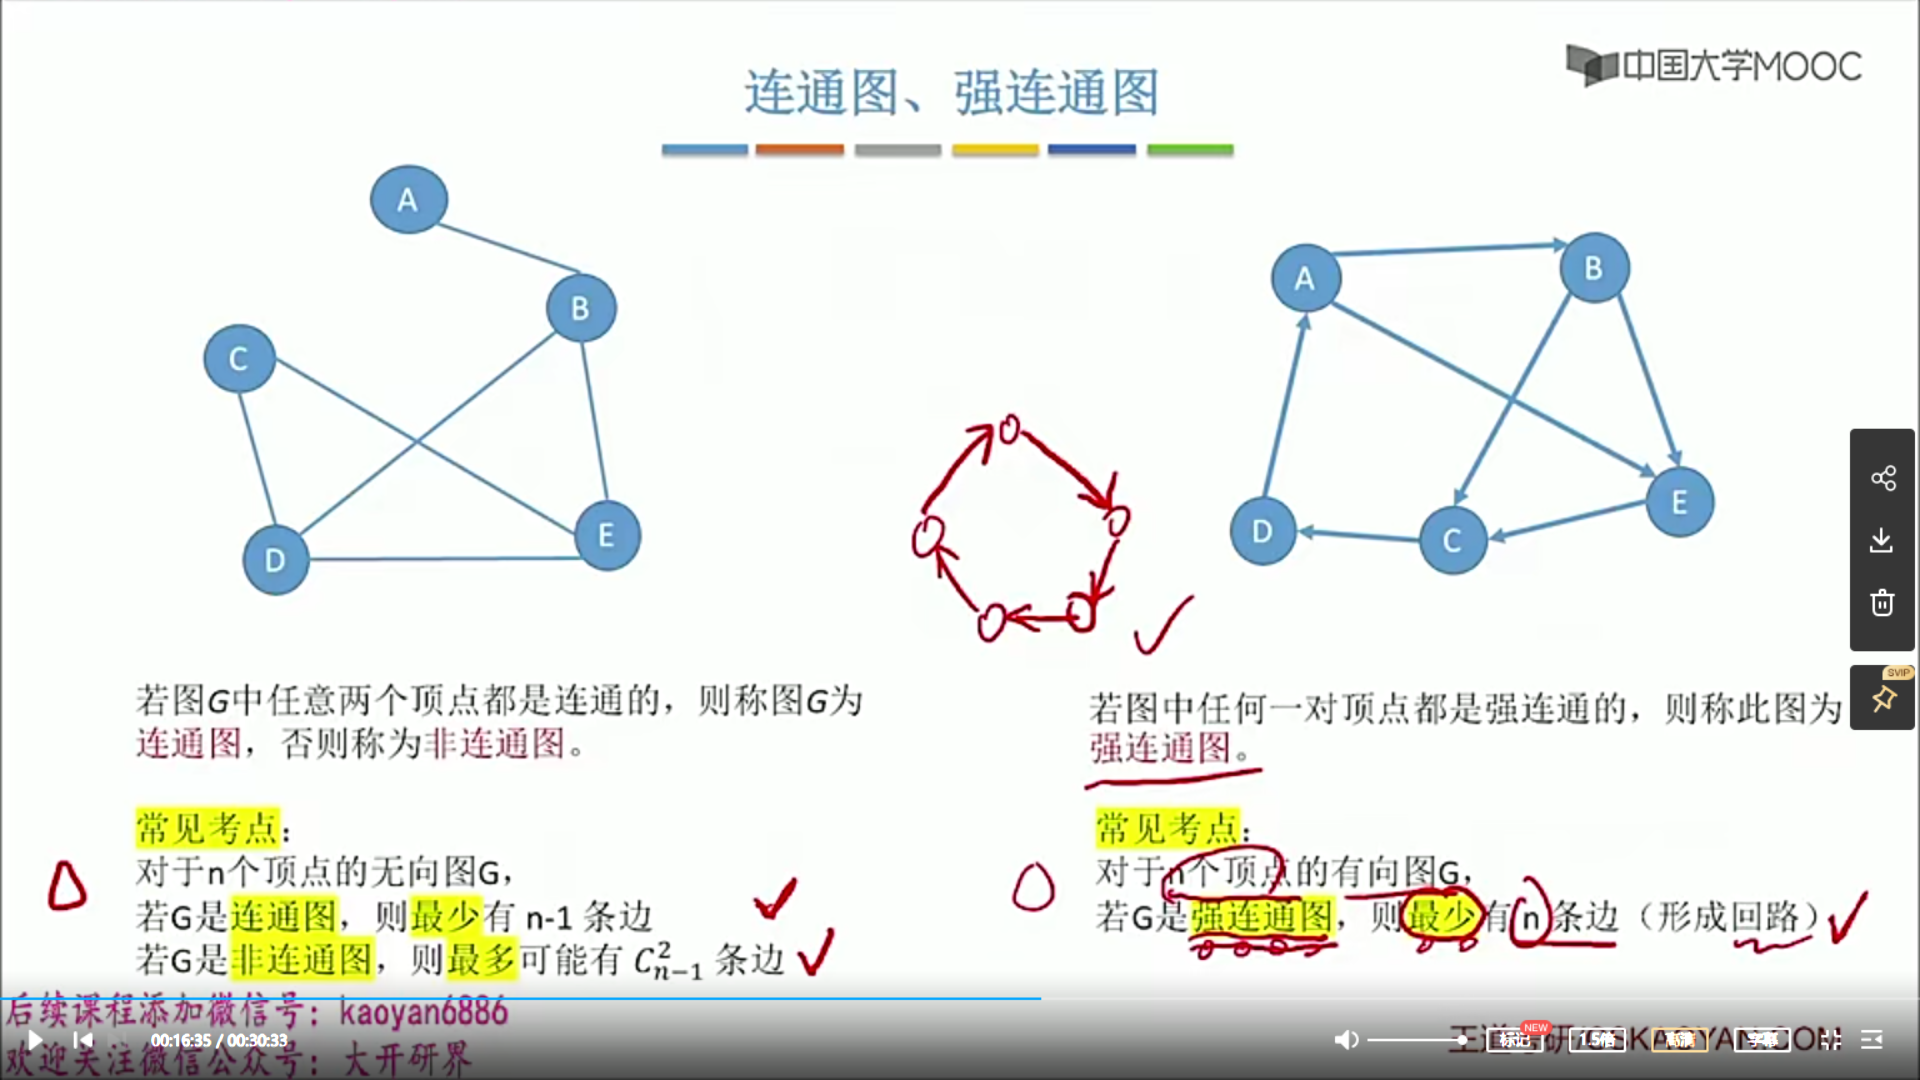 中国大学MOOC
连通图、强连通图
A
B
C
D
E
A
B
C
D
E
若图G中任意两个顶点都是连通的，则称图G为
连通图，否则称为非连通图。
常见考点：
对于n个顶点的无向图G，
若G是连通图，则最少有 n-1 条边
若G是非连通图，则最多可能有 C²ₙ₋₁ 条边
若图中任何一对顶点都是强连通的，则称此图为
强连通图。
常见考点：
对于n个顶点的有向图G，
若G是强连通图，则最少有 n 条边（形成回路）
SVIP
后续课程添加微信号：kaoyan6886
欢迎关注微信公众号：大开研界
00:16:35 / 00:30:33
NEW
标记
1.5倍
高清
字幕